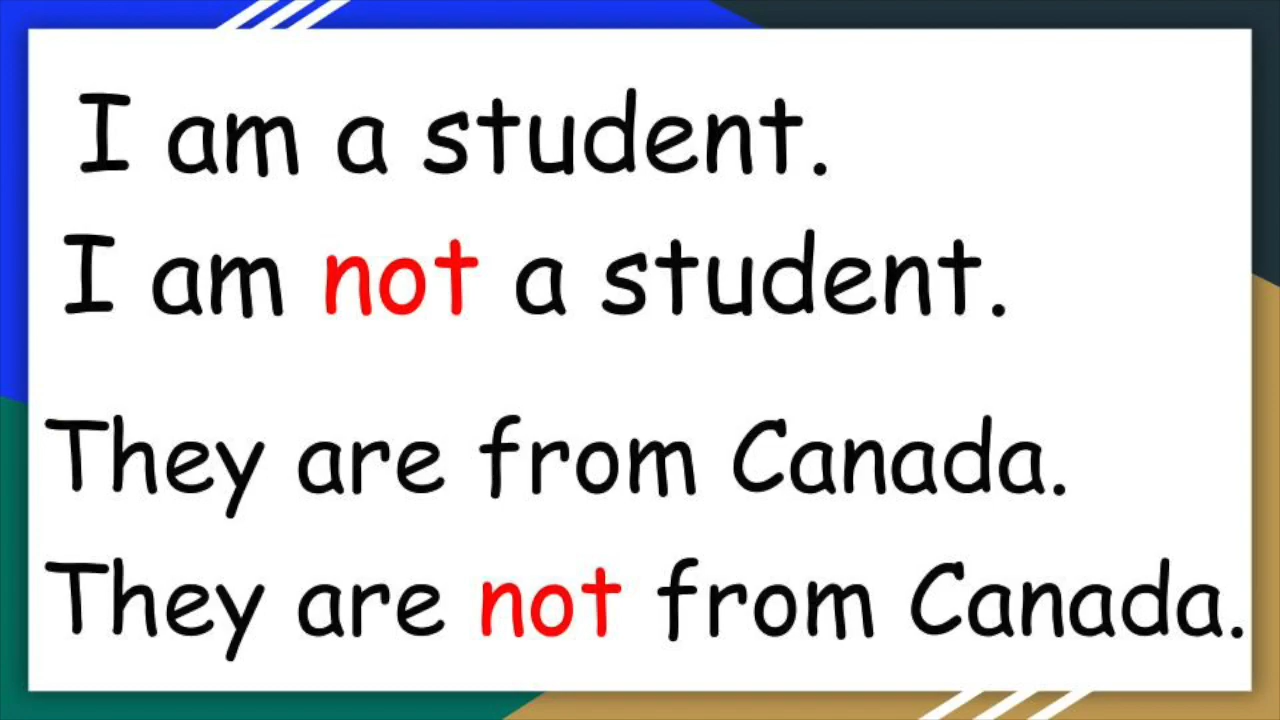 I am a student.
I am not a student.
They are from Canada.
They are not from Canada.